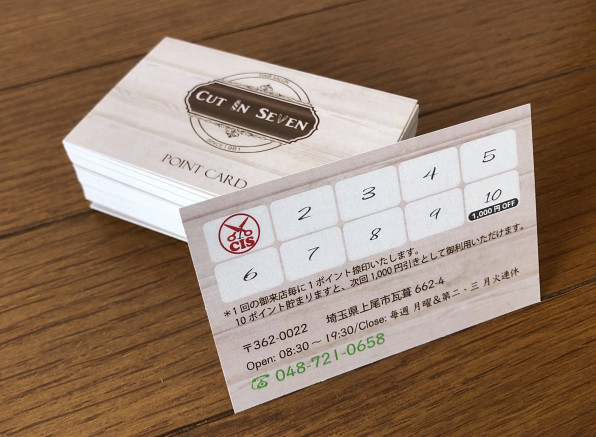 HAIR SALON
CUT IN SEVEN
SINCE 1981
POINT CARD
CIS
2
3
4
5
6
7
8
9
10
1,000円OFF
*1回の御来店毎に1ポイント捺印いたします。
10ポイント貯まりますと、次回1,000円引きとして御利用いただけます。
〒362-0022 埼玉県上尾市瓦葺662-4
Open: 08:30～19:30/Close: 毎週 月曜&第二・三 月火連休
☎ 048-721-0658